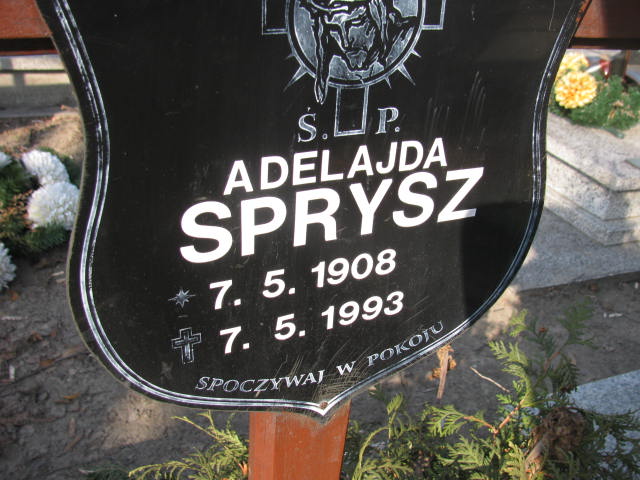 Ś. P.
ADELAJDA
SPRYSZ
7. 5. 1908
7. 5. 1993
SPOCZYWAJ W POKOJU